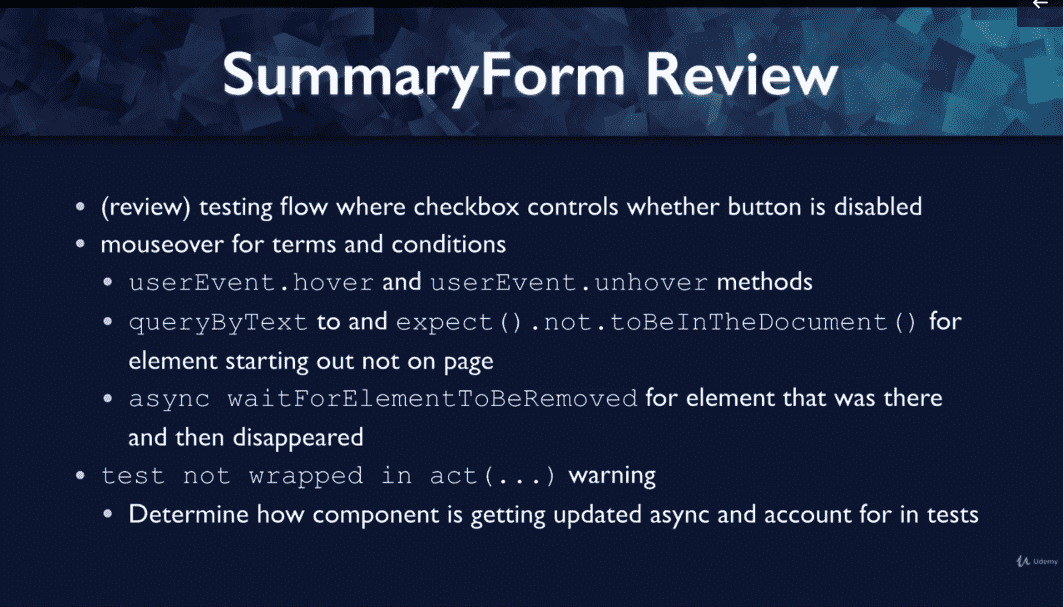 SummaryForm Review
• (review) testing flow where checkbox controls whether button is disabled
• mouseover for terms and conditions
• userEvent.hover and userEvent.unhover methods
• queryByText to and expect().not.toBeInTheDocument() for
element starting out not on page
• async waitForElementToBeRemoved for element that was there
and then disappeared
• test not wrapped in act(...) warning
• Determine how component is getting updated async and account for in tests
Udemy